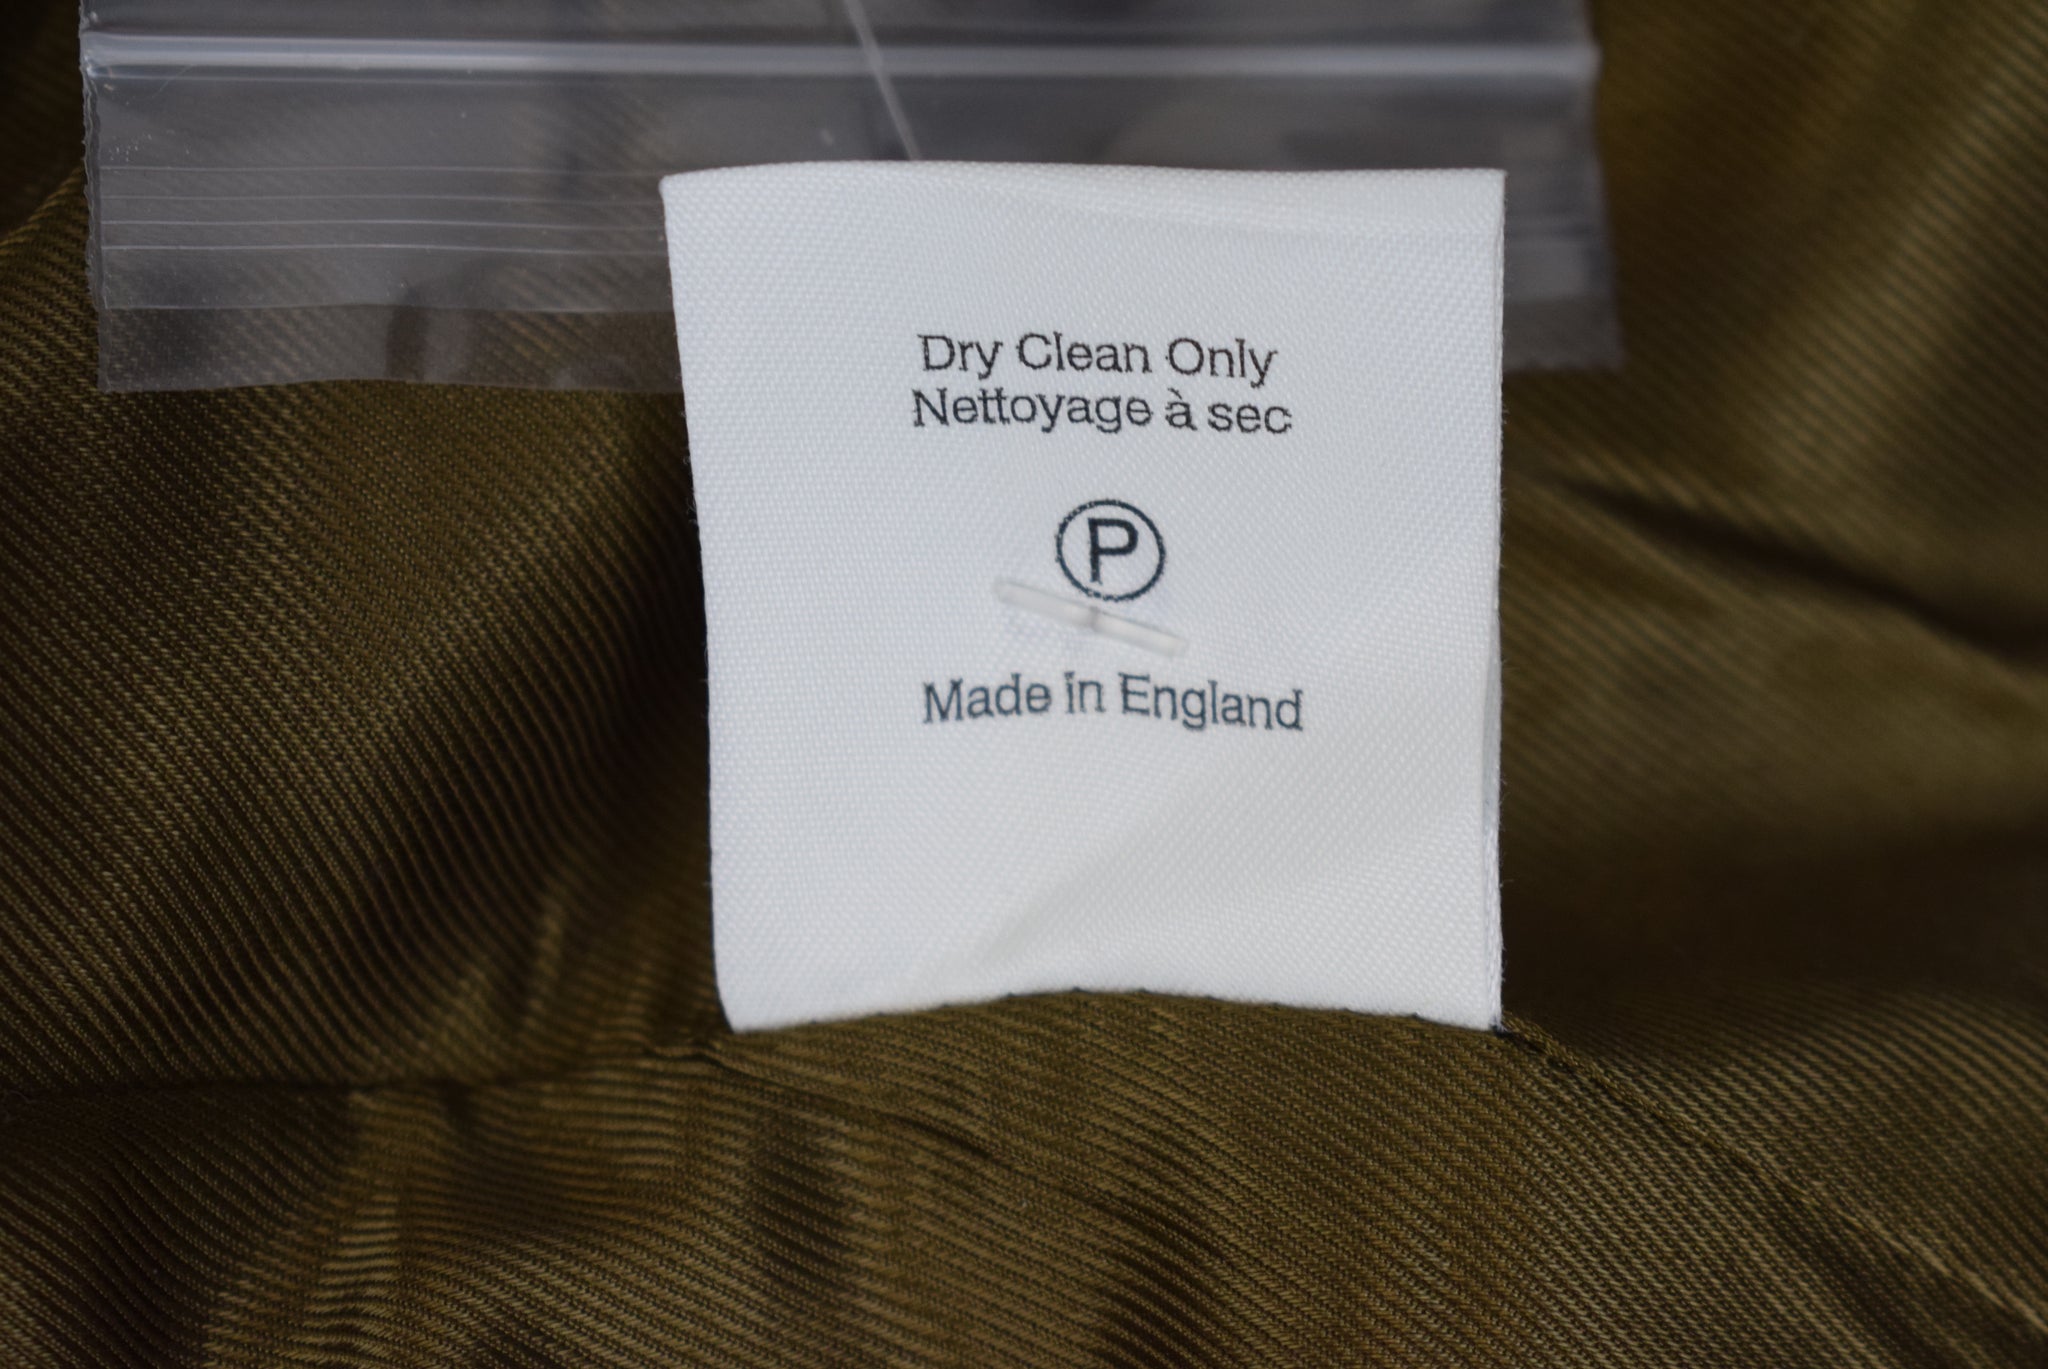 Dry Clean Only
Nettoyage à sec
P
Made in England